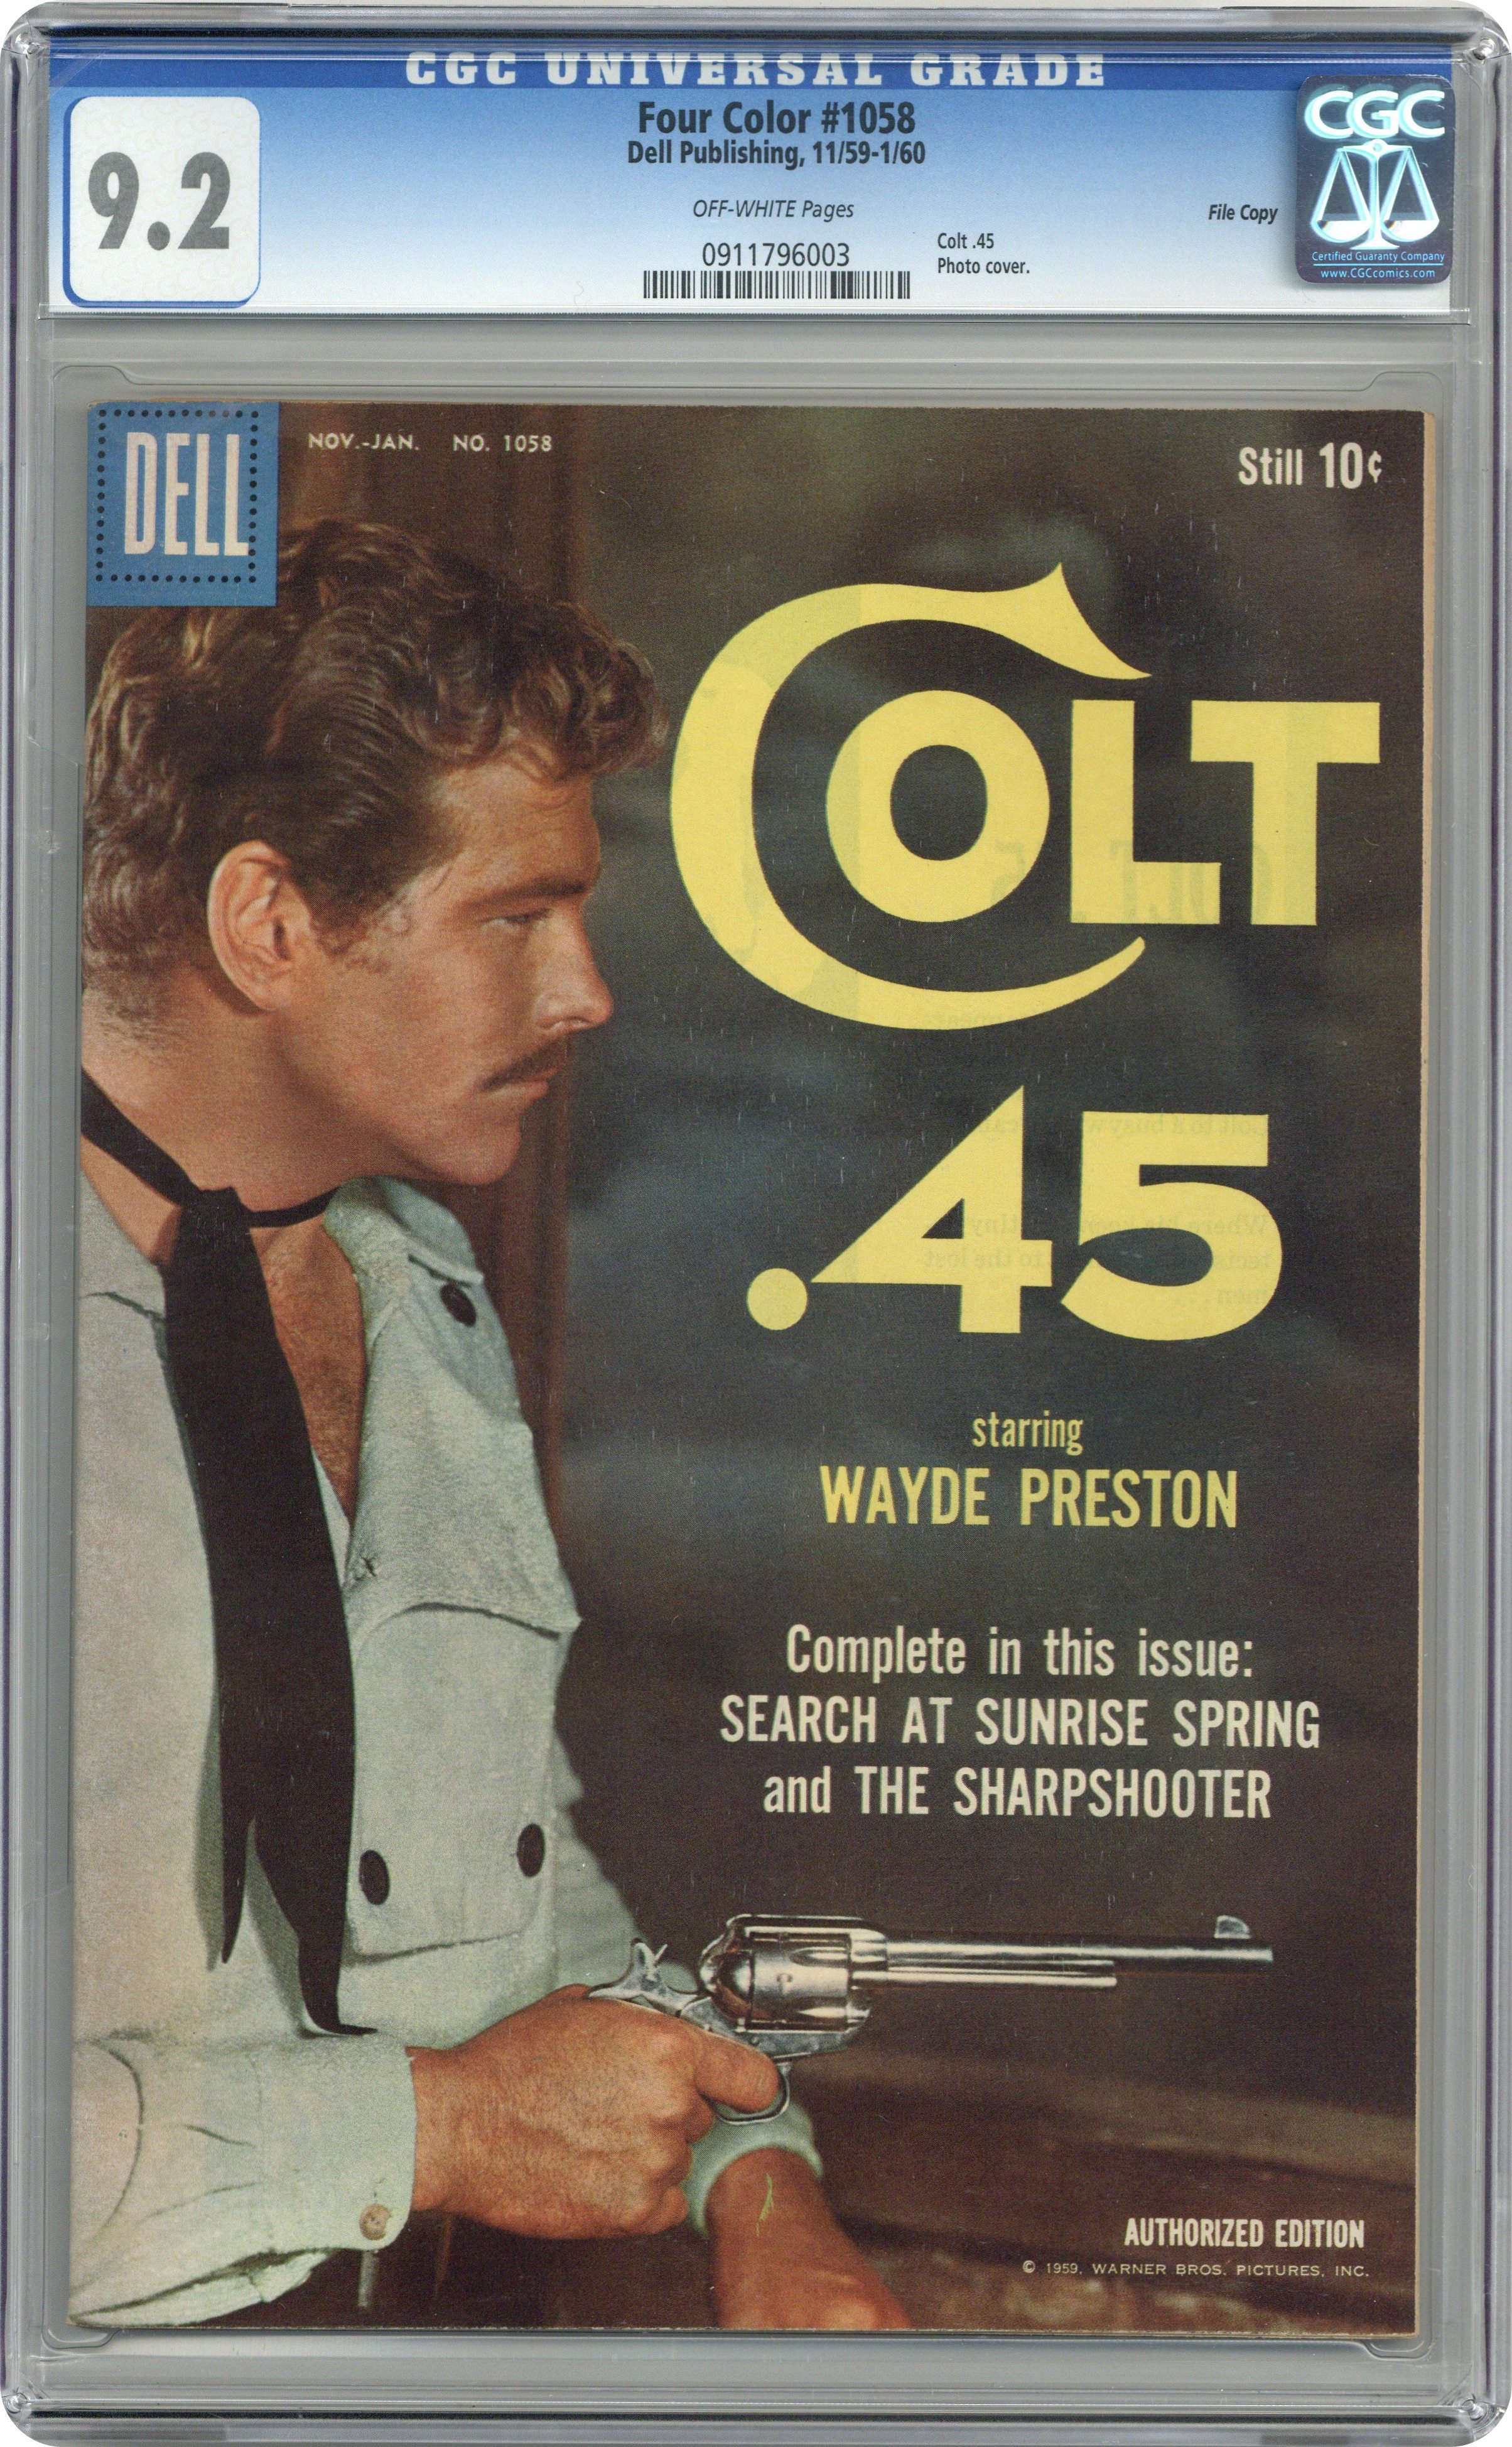 CGC UNIVERSAL GRADE
9.2
Four Color #1058
Dell Publishing, 11/59-1/60
OFF-WHITE Pages
File Copy
0911796003
Colt .45
Photo cover.
CGC
Certified Guaranty Company
www.CGCcomics.com
DELL
NOV.-JAN. NO. 1058
Still 10¢
COLT
.45
starring
WAYDE PRESTON
Complete in this issue:
SEARCH AT SUNRISE SPRING
and THE SHARPSHOOTER
AUTHORIZED EDITION
© 1959, WARNER BROS. PICTURES, INC.